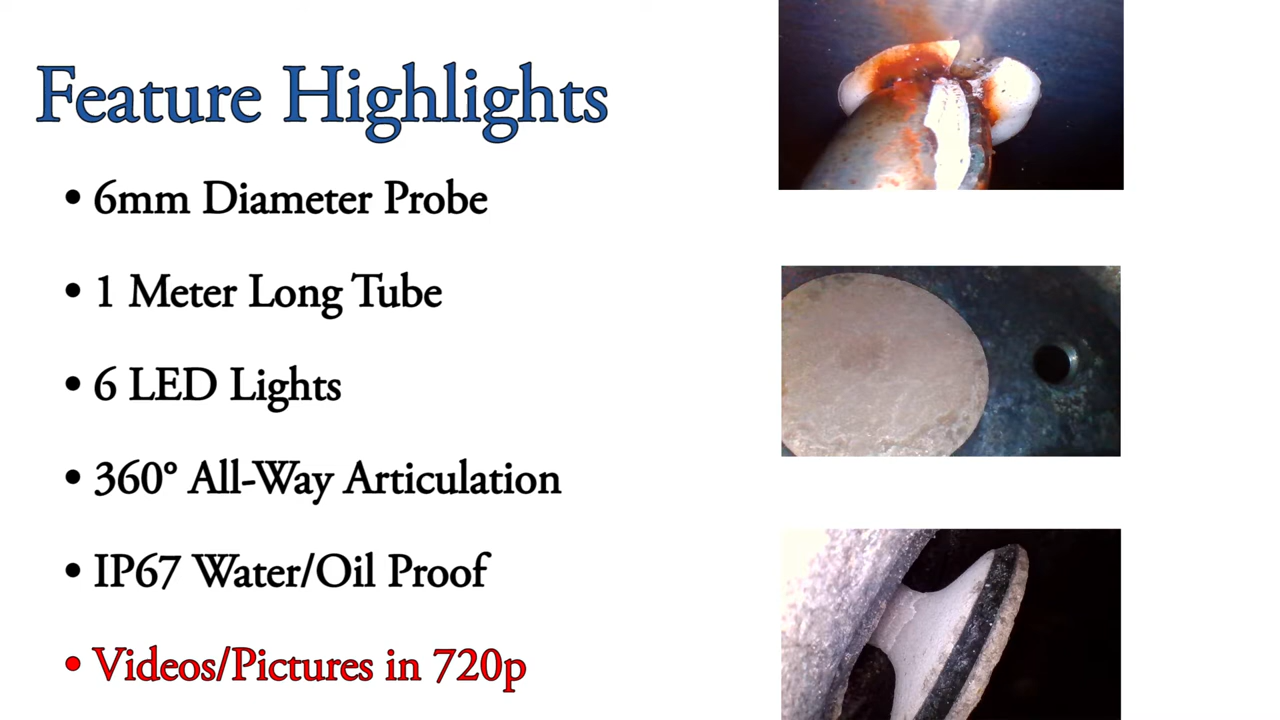 Feature Highlights
• 6mm Diameter Probe
• 1 Meter Long Tube
• 6 LED Lights
• 360° All-Way Articulation
• IP67 Water/Oil Proof
• Videos/Pictures in 720p